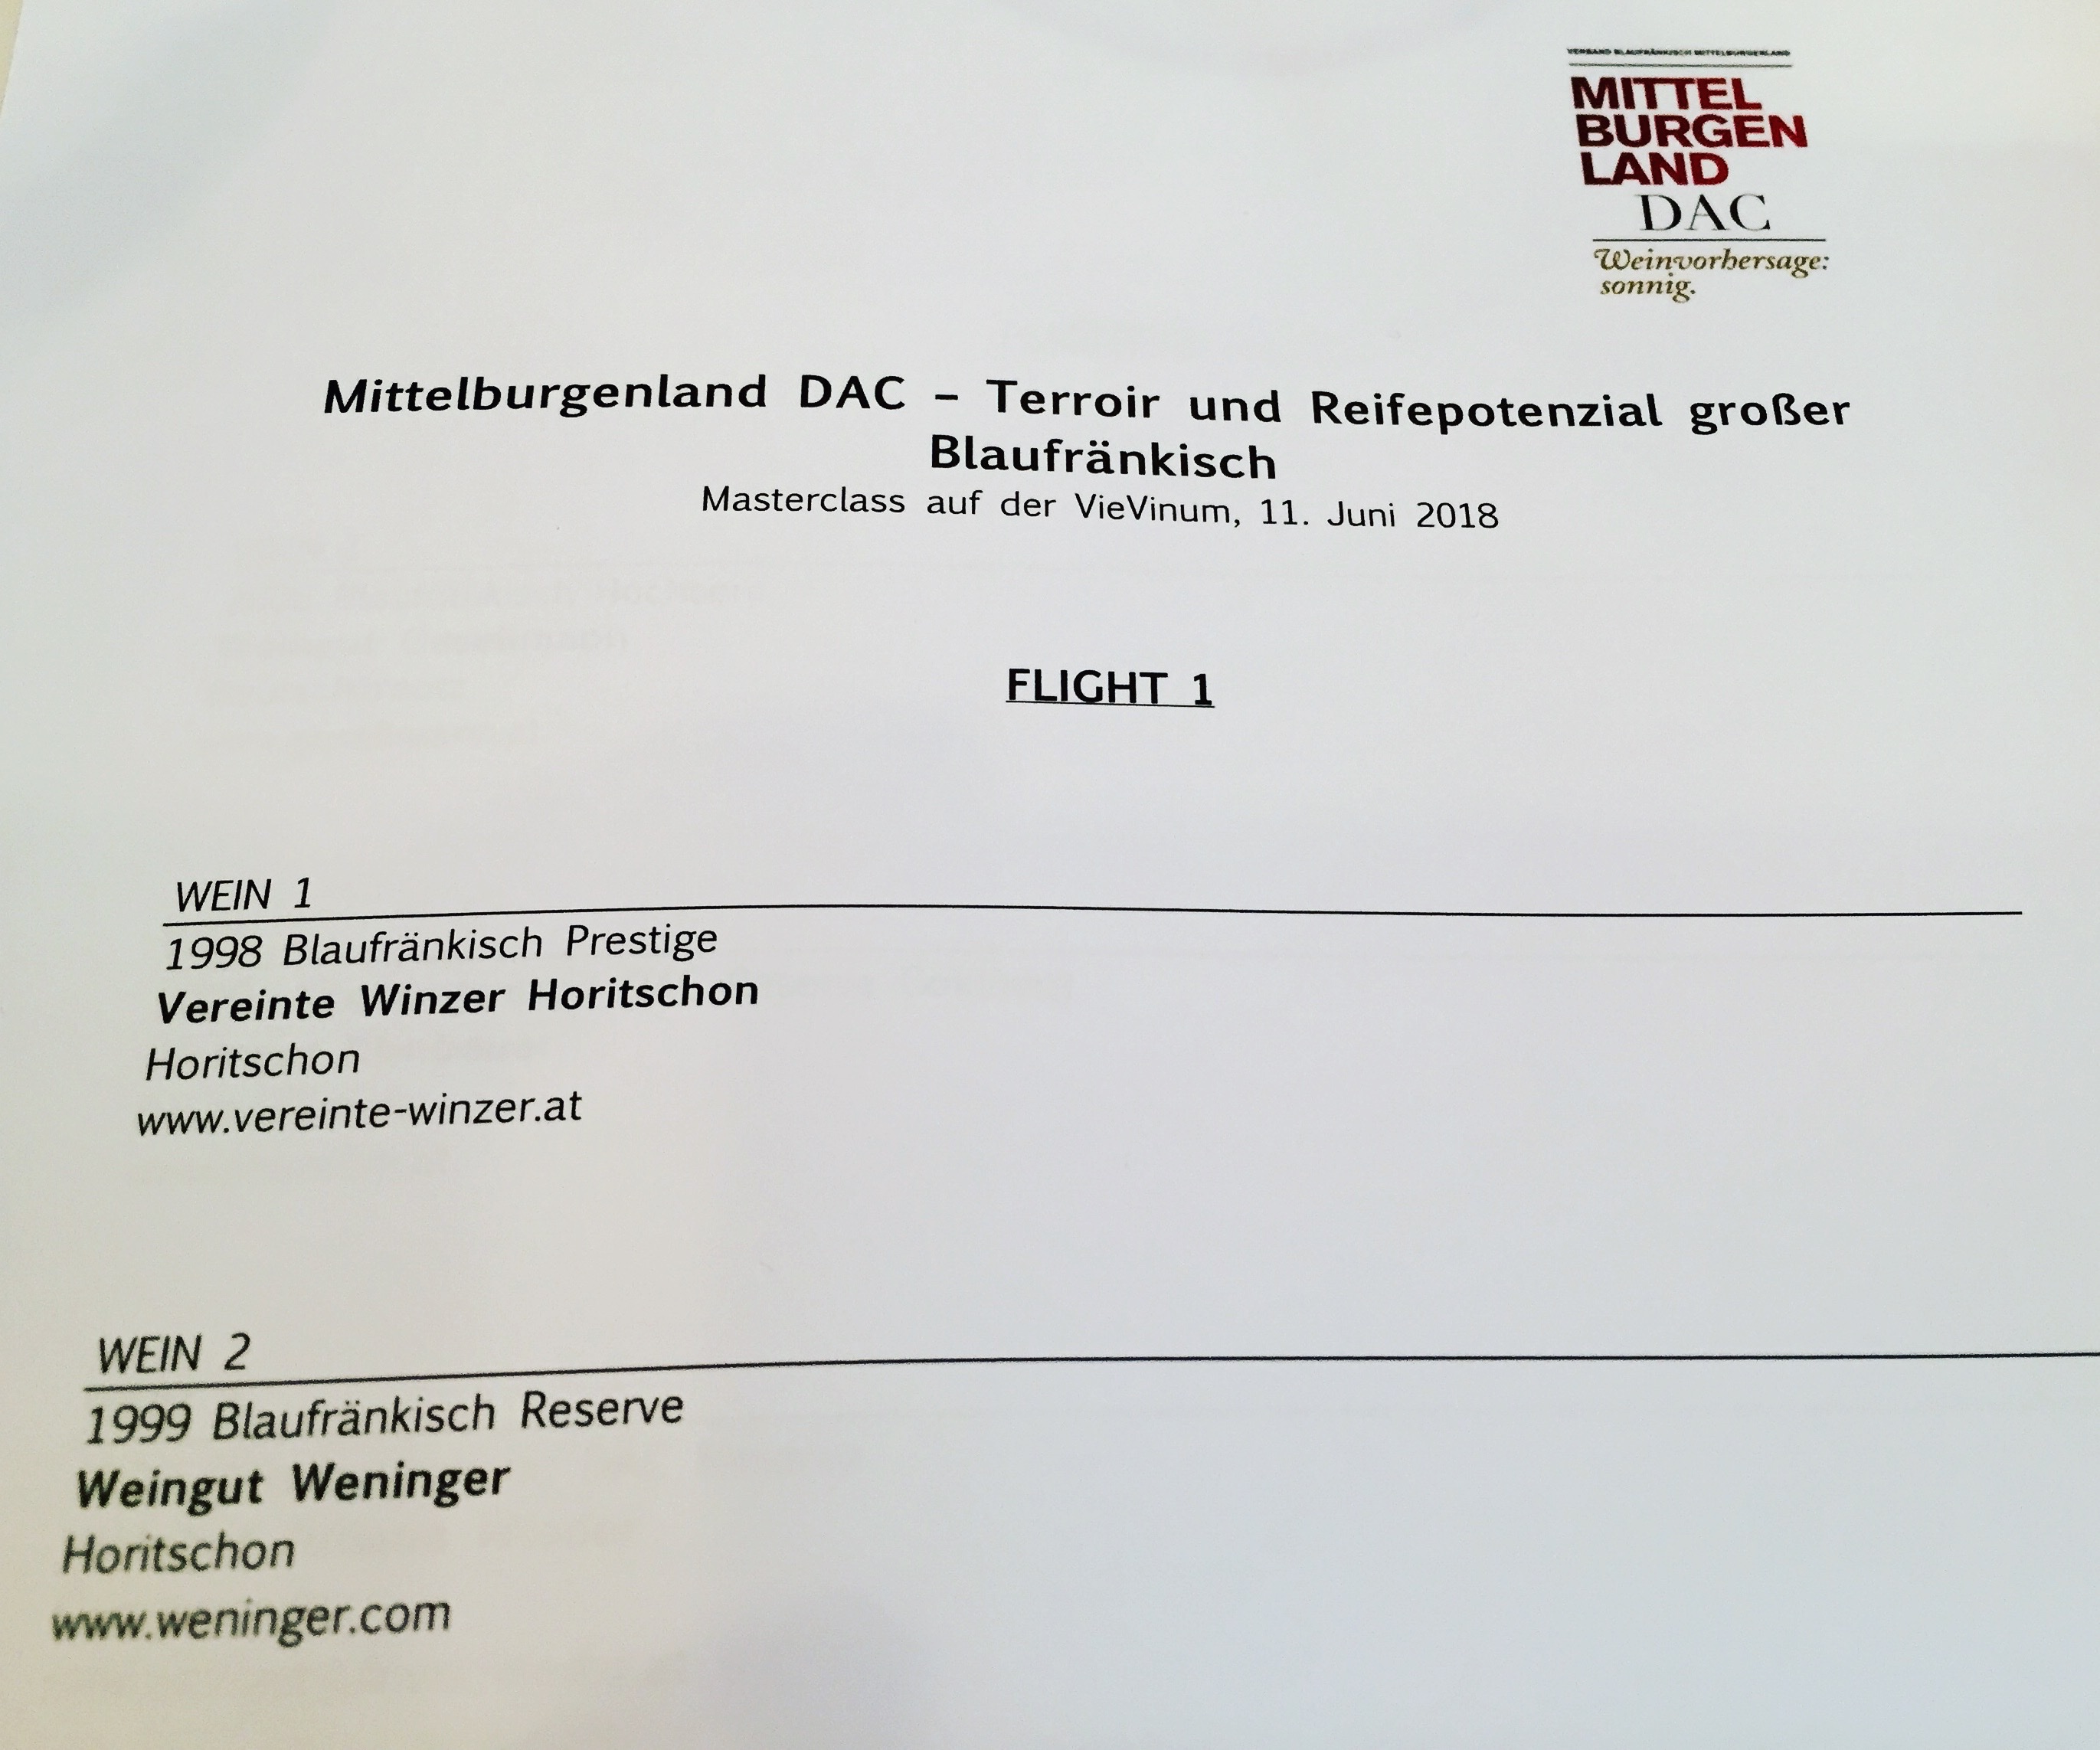 VERBAND BLAUFRÄNKISCH MITTELBURGENLAND
MITTEL
BURGEN
LAND
DAC
Weinvorhersage:
sonnig.
Mittelburgenland DAC – Terroir und Reifepotenzial großer
Blaufränkisch
Masterclass auf der VieVinum, 11. Juni 2018
FLIGHT 1
WEIN 1
1998 Blaufränkisch Prestige
Vereinte Winzer Horitschon
Horitschon
www.vereinte-winzer.at
WEIN 2
1999 Blaufränkisch Reserve
Weingut Weninger
Horitschon
www.weninger.com